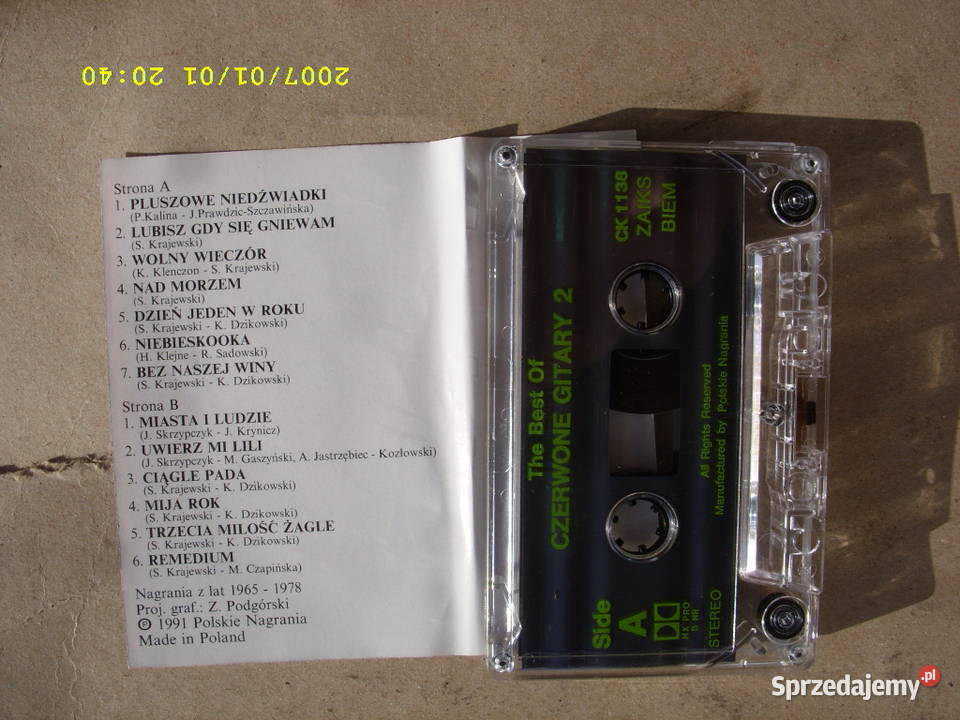 2007/01/01 20:40
Strona A
1. PLUSZOWE NIEDŹWIADKI
(P.Kalina - J.Prawdzic-Szczawińska)
2. LUBISZ GDY SIĘ GNIEWAM
(S. Krajewski)
3. WOLNY WIECZÓR
(K. Klenczon - S. Krajewski)
4. NAD MORZEM
(S. Krajewski)
5. DZIEŃ JEDEN W ROKU
(S. Krajewski - K. Dzikowski)
6. NIEBIESKOOKA
(H. Klejne - R. Sadowski)
7. BEZ NASZEJ WINY
(S. Krajewski - K. Dzikowski)
Strona B
1. MIASTA I LUDZIE
(J. Skrzypczyk - J. Krynicz)
2. UWIERZ MI LILI
(J. Skrzypczyk - M. Gaszyński, A. Jastrzębiec - Kozłowski)
3. CIĄGLE PADA
(S. Krajewski - K. Dzikowski)
4. MIJA ROK
(S. Krajewski - K. Dzikowski)
5. TRZECIA MIŁOŚĆ ŻAGLE
(S. Krajewski - K. Dzikowski)
6. REMEDIUM
(S. Krajewski - M. Czapińska)
Nagrania z lat 1965 - 1978
Proj. graf.: Z. Podgórski
Ⓟ 1991 Polskie Nagrania
Made in Poland
The Best Of
CZERWONE GITARY 2
CK 1138
ZAIKS
BIEM
Side
A
HX PRO
B NR
STEREO
All Rights Reserved
Manufactured by Polskie Nagrania
Sprzedajemy.pl